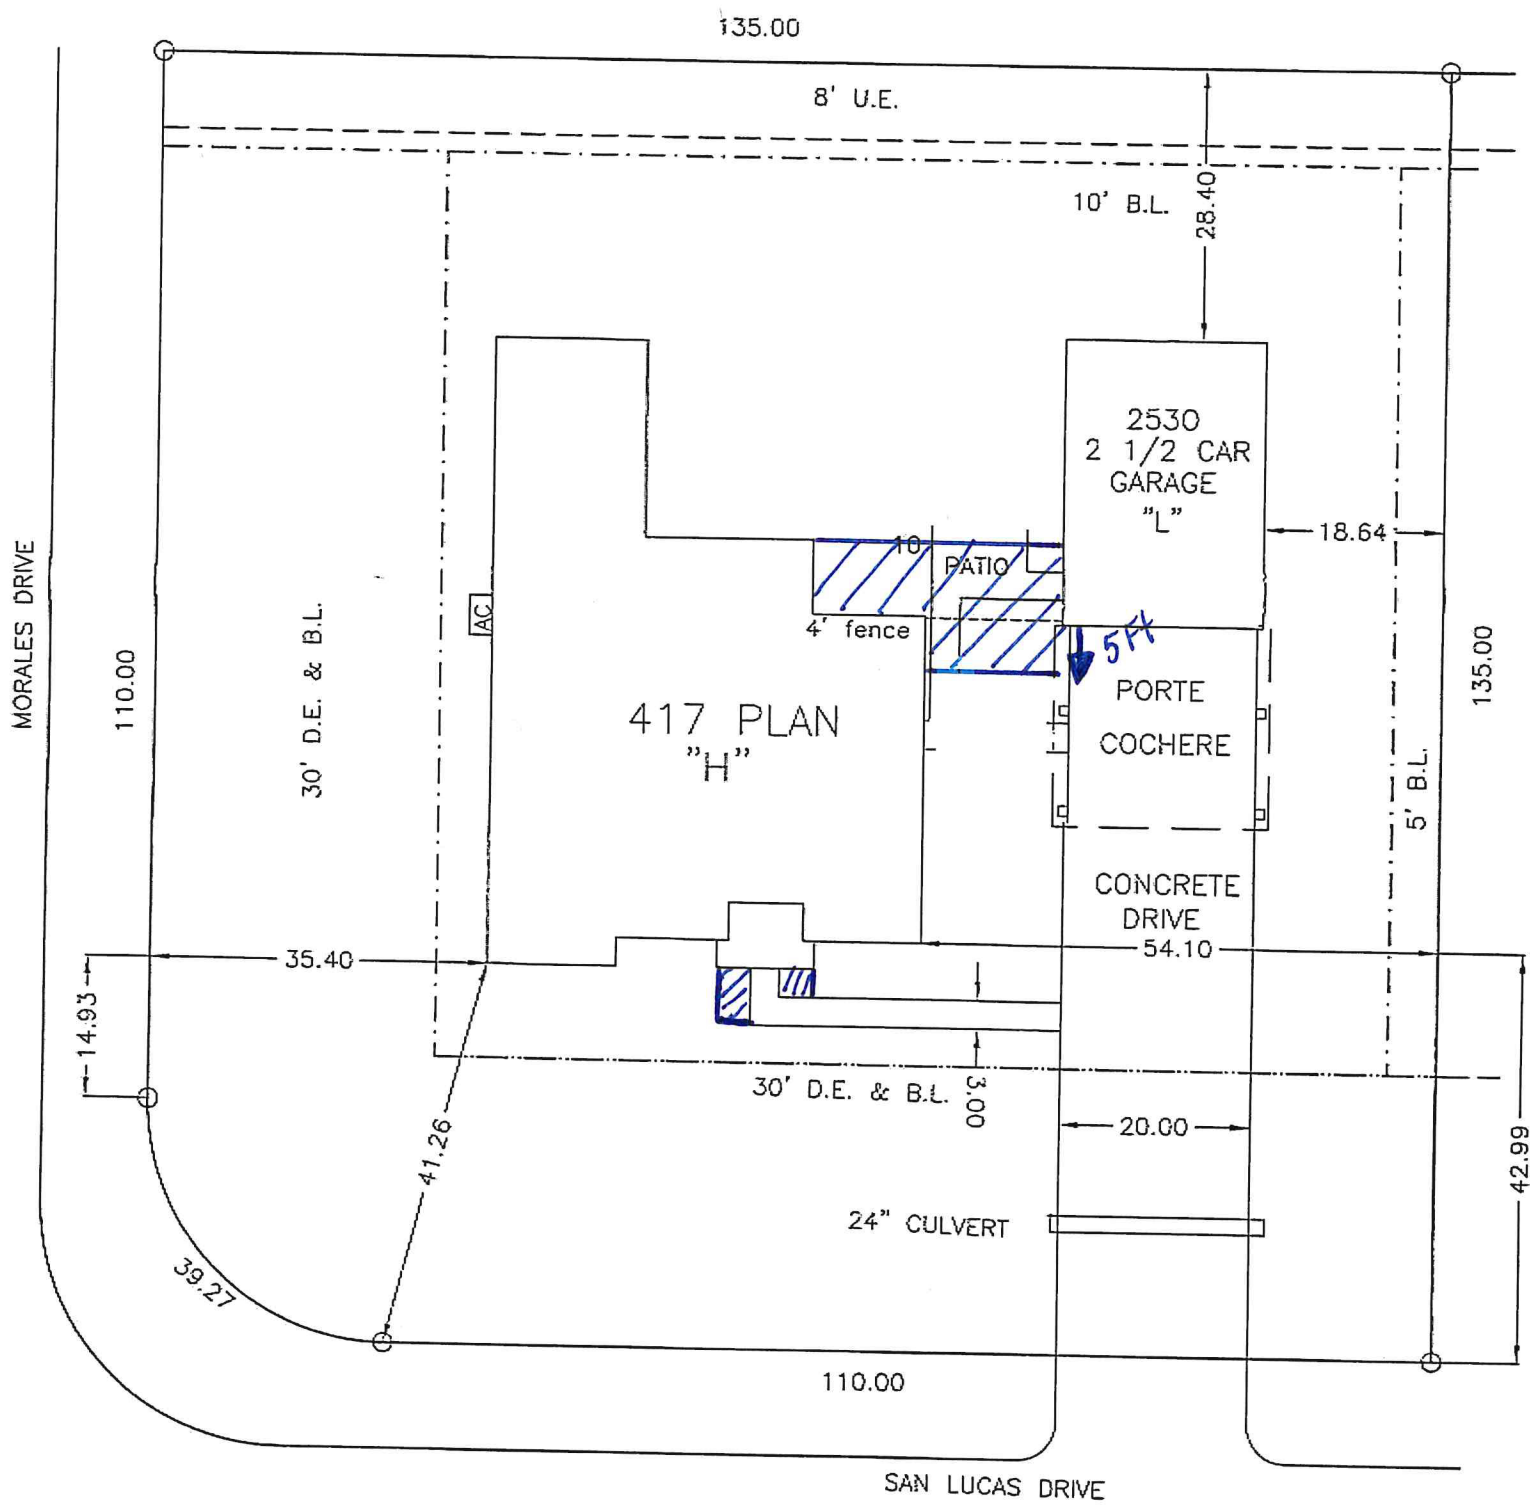 135.00
8' U.E.
10' B.L.
28.40
2530
2 1/2 CAR
GARAGE
"L"
18.64
10
PATIO
4' fence
5 Ft
AC
MORALES DRIVE
110.00
30' D.E. & B.L.
417 PLAN
"H"
PORTE
COCHERE
135.00
5' B.L.
CONCRETE
DRIVE
35.40
54.10
14.93
41.26
30' D.E. & B.L.
3.00
20.00
42.99
24" CULVERT
39.27
110.00
SAN LUCAS DRIVE